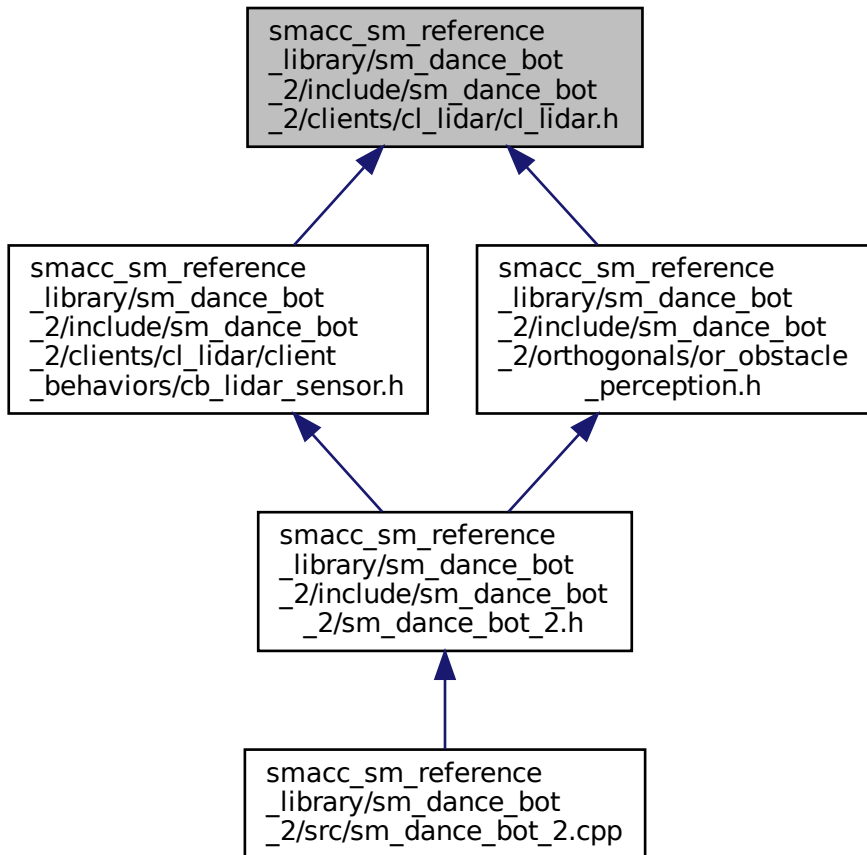 smacc_sm_reference
_library/sm_dance_bot
_2/include/sm_dance_bot
_2/clients/cl_lidar/cl_lidar.h
smacc_sm_reference
_library/sm_dance_bot
_2/include/sm_dance_bot
_2/clients/cl_lidar/client
_behaviors/cb_lidar_sensor.h
smacc_sm_reference
_library/sm_dance_bot
_2/include/sm_dance_bot
_2/orthogonals/or_obstacle
_perception.h
smacc_sm_reference
_library/sm_dance_bot
_2/include/sm_dance_bot
_2/sm_dance_bot_2.h
smacc_sm_reference
_library/sm_dance_bot
_2/src/sm_dance_bot_2.cpp